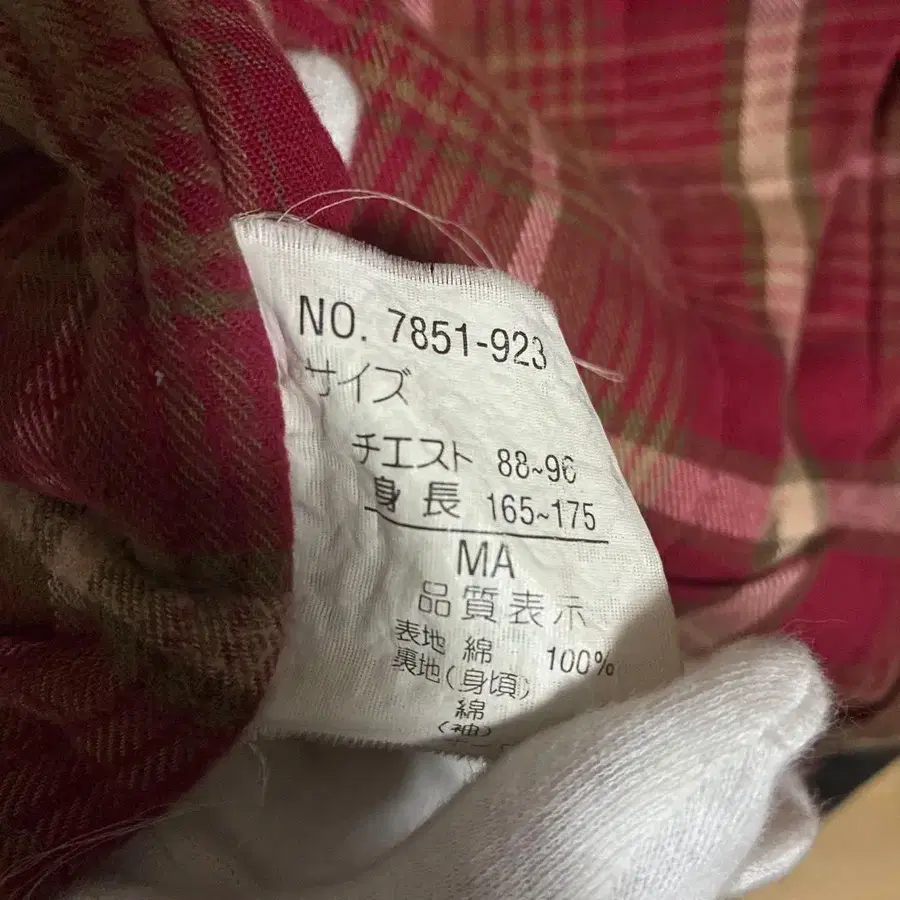 NO. 7851-923
サイズ
チエスト 88~96
身長 165~175
MA
品質表示
表地 綿 100%
裏地(身頃)
綿
(袖)